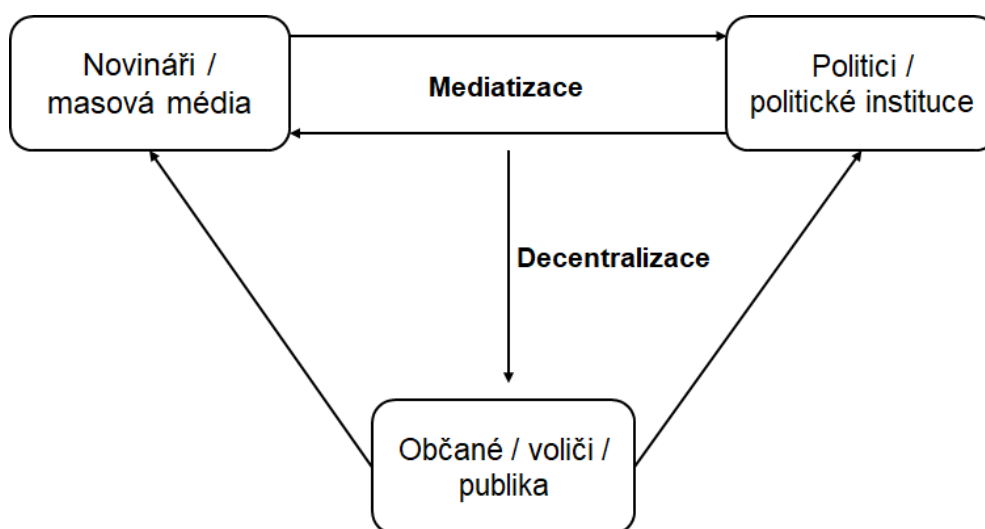 Novináři /
masová média
Mediatizace
Politici /
politické instituce
Decentralizace
Občané / voliči /
publika